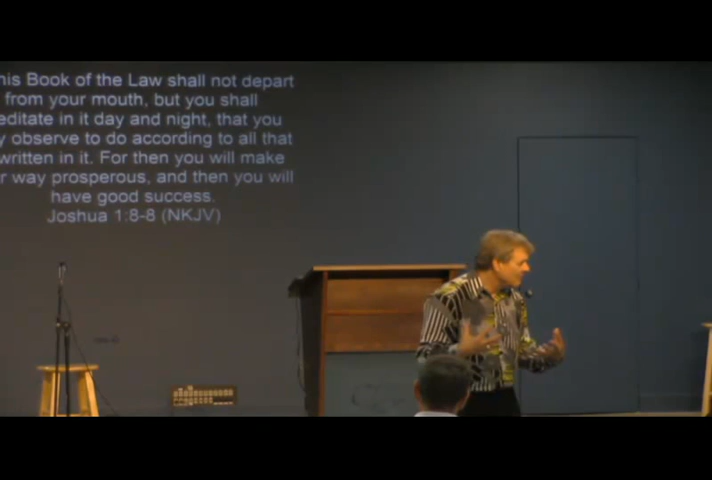 his Book of the Law shall not depart
from your mouth, but you shall
editate in it day and night, that you
y observe to do according to all that
written in it. For then you will make
r way prosperous, and then you will
have good success.
Joshua 1:8-8 (NKJV)